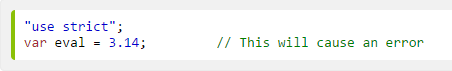 "use strict";
var eval = 3.14;         // This will cause an error